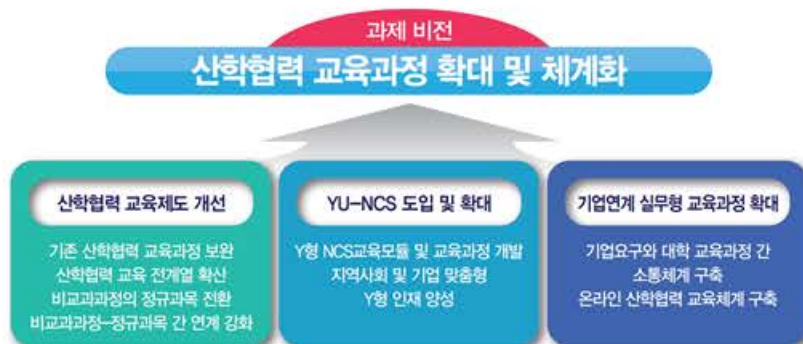 과제 비전
산학협력 교육과정 확대 및 체계화
산학협력 교육제도 개선
기존 산학협력 교육과정 보완
산학협력 교육 전계열 확산
비교과과정의 정규과목 전환
비교과과정–정규과목 간 연계 강화
YU–NCS 도입 및 확대
Y형 NCS교육모듈 및 교육과정 개발
지역사회 및 기업 맞춤형
Y형 인재 양성
기업연계 실무형 교육과정 확대
기업요구와 대학 교육과정 간
소통체계 구축
온라인 산학협력 교육체계 구축